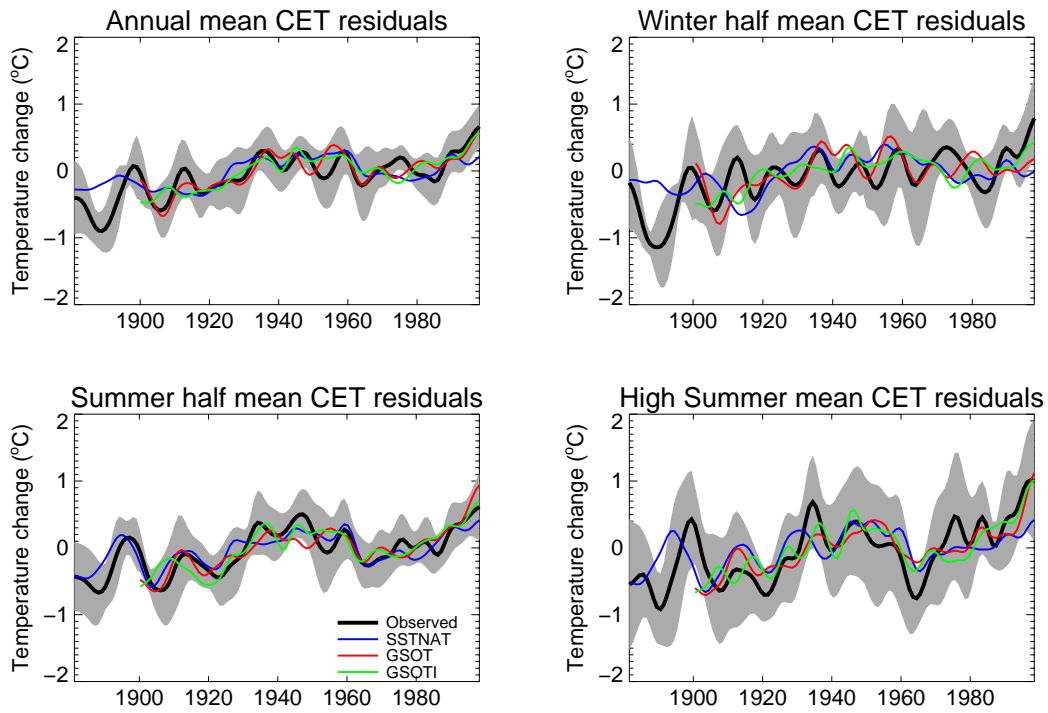 Annual mean CET residuals
Temperature change (°C)
2
1
0
−1
−2
1900 1920 1940 1960 1980
Winter half mean CET residuals
Temperature change (°C)
2
1
0
−1
−2
1900 1920 1940 1960 1980
Summer half mean CET residuals
Temperature change (°C)
2
1
0
−1
−2
Observed
SSTNAT
GSOT
GSOTI
1900 1920 1940 1960 1980
High Summer mean CET residuals
Temperature change (°C)
2
1
0
−1
−2
1900 1920 1940 1960 1980